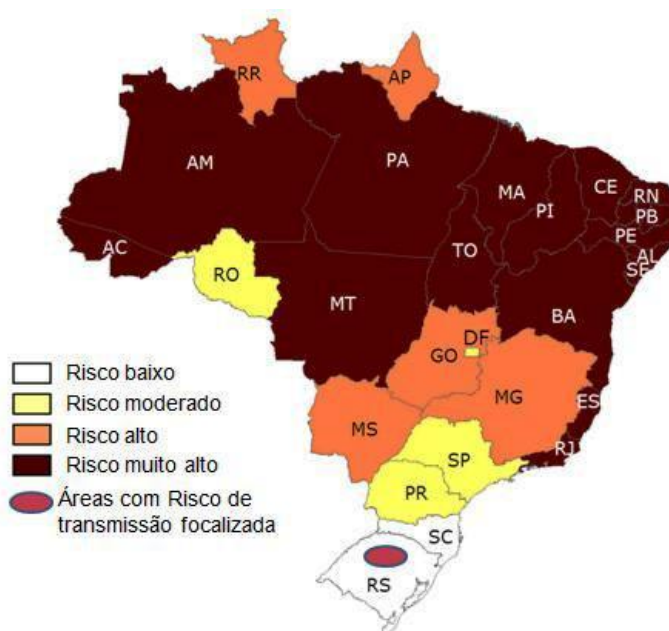 RR
AP
AM
PA
MA
CE
RN
PB
PI
PE
AL
SE
AC
TO
RO
MT
BA
DF
GO
MG
ES
MS
RJ
SP
PR
SC
RS
Risco baixo
Risco moderado
Risco alto
Risco muito alto
Áreas com Risco de
transmissão focalizada